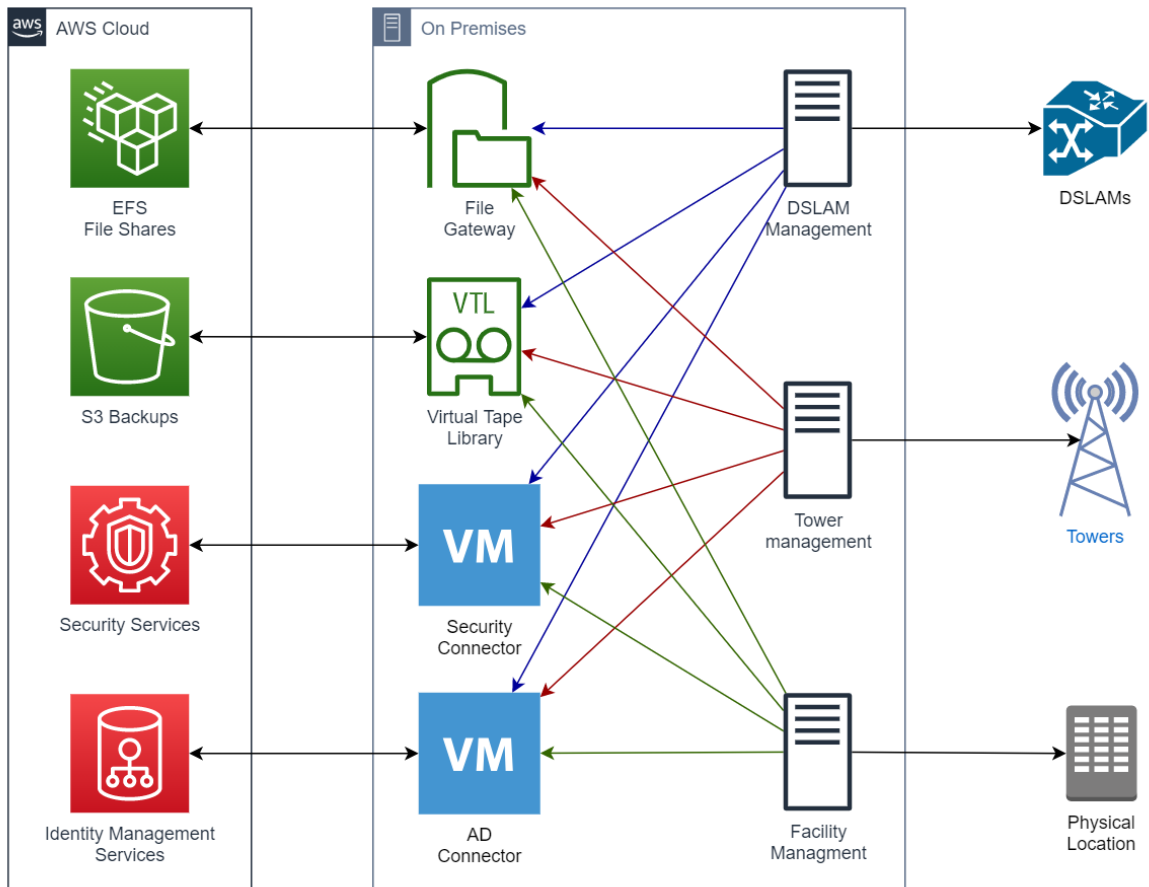 aws
AWS Cloud
On Premises
EFS
File Shares
File
Gateway
DSLAM
Management
DSLAMs
VTL
S3 Backups
Virtual Tape
Library
Tower
management
Towers
VM
Security Services
Security
Connector
VM
Identity Management
Services
AD
Connector
Facility
Managment
Physical
Location